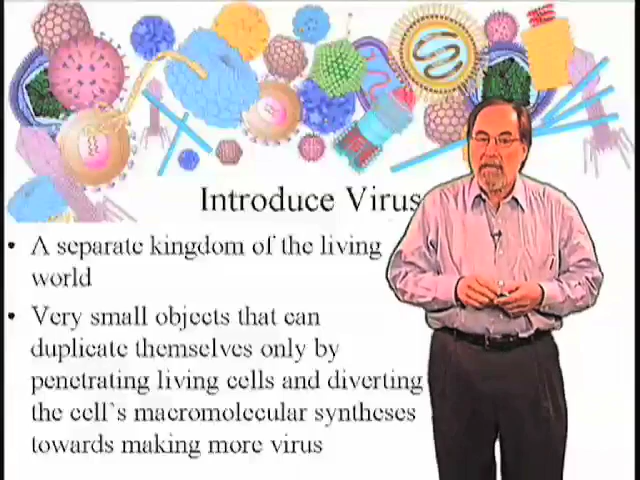 Introduce Virus
• A separate kingdom of the living
world
• Very small objects that can
duplicate themselves only by
penetrating living cells and diverting
the cell`s macromolecular syntheses
towards making more virus